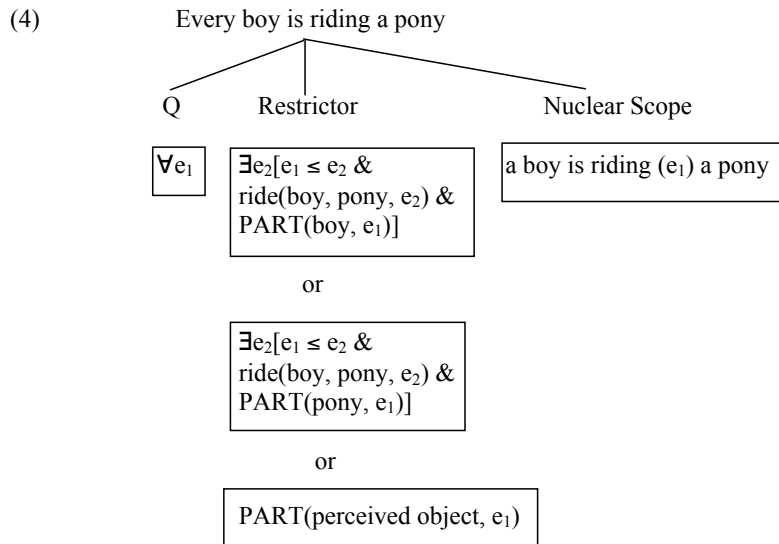 (4) Every boy is riding a pony
Q Restrictor Nuclear Scope
∀e₁ ∃e₂[e₁ ≤ e₂ & a boy is riding (e₁) a pony
ride(boy, pony, e₂) &
PART(boy, e₁)]
or
∃e₂[e₁ ≤ e₂ &
ride(boy, pony, e₂) &
PART(pony, e₁)]
or
PART(perceived object, e₁)